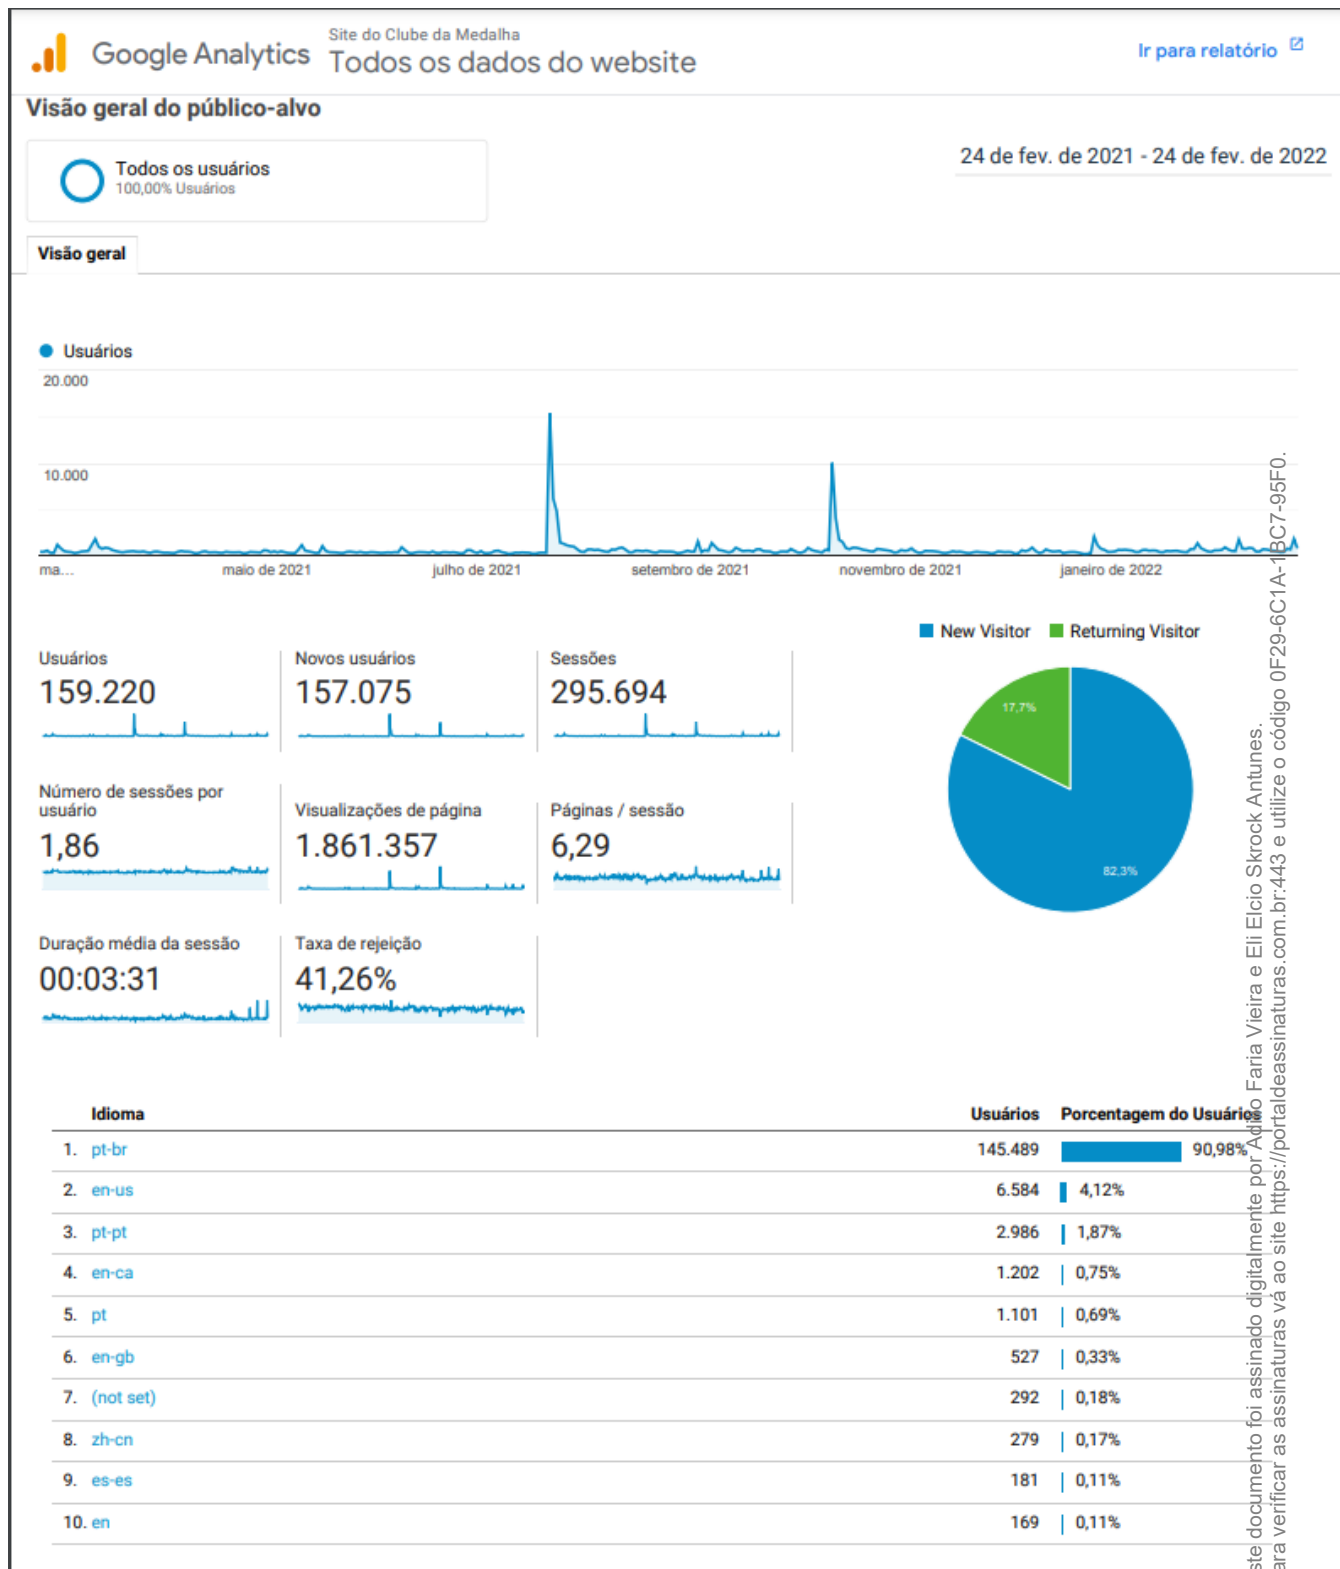 Google Analytics
Site do Clube da Medalha
Todos os dados do website
Ir para relatório
Visão geral do público-alvo
Todos os usuários
100,00% Usuários
24 de fev. de 2021 - 24 de fev. de 2022
Visão geral
Usuários
20.000
10.000
ma... maio de 2021 julho de 2021 setembro de 2021 novembro de 2021 janeiro de 2022
New Visitor Returning Visitor
17,7%
82,3%
Usuários
159.220
Novos usuários
157.075
Sessões
295.694
Número de sessões por
usuário
1,86
Visualizações de página
1.861.357
Páginas / sessão
6,29
Duração média da sessão
00:03:31
Taxa de rejeição
41,26%
Idioma Usuários Porcentagem do Usuários
1. pt-br 145.489 90,98%
2. en-us 6.584 4,12%
3. pt-pt 2.986 1,87%
4. en-ca 1.202 0,75%
5. pt 1.101 0,69%
6. en-gb 527 0,33%
7. (not set) 292 0,18%
8. zh-cn 279 0,17%
9. es-es 181 0,11%
10. en 169 0,11%
ste documento foi assinado digitalmente por Adião Faria Vieira e Eli Elcio Skrock Antunes.
ara verificar as assinaturas vá ao site https://portaldeassinaturas.com.br:443 e utilize o código 0F29-6C1A-1BC7-95F0.